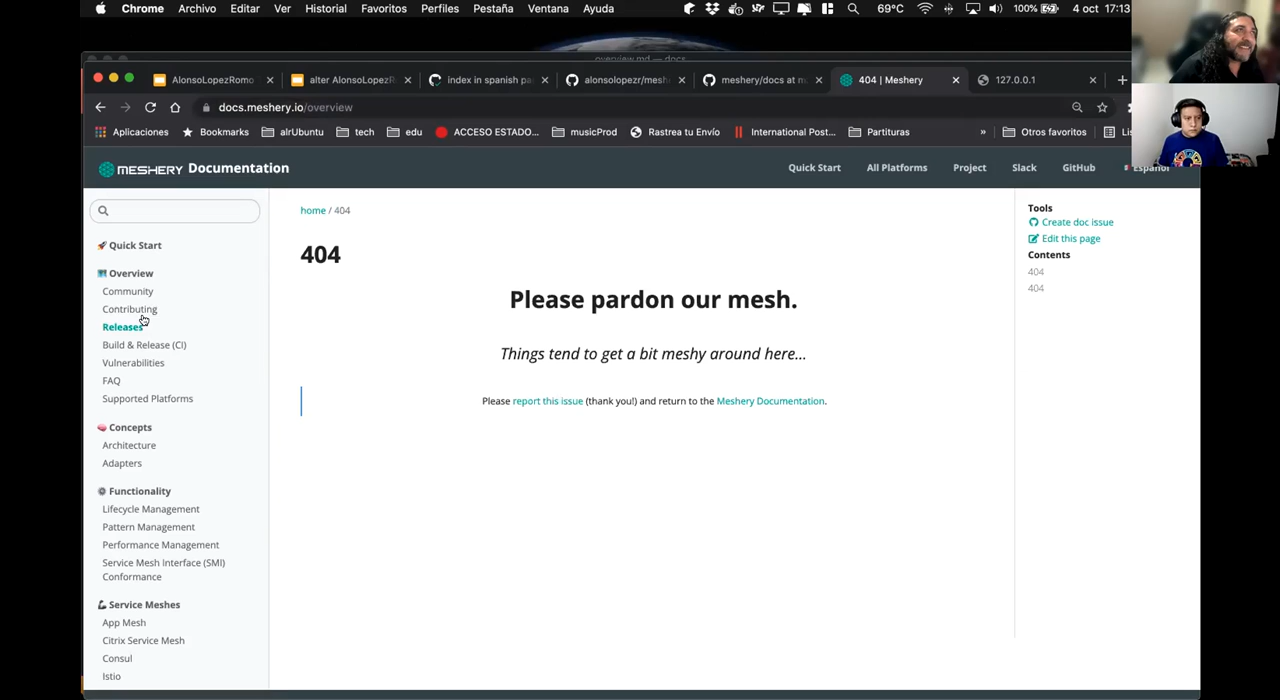 Chrome Archivo Editar Ver Historial Favoritos Perfiles Pestaña Ventana Ayuda 69°C 100% 4 oct 17:13
overview.md — docs
AlonsoLopezRomo alter AlonsoLopezR index in spanish pa alonsolopezr/mesh meshery/docs at m 404 | Meshery 127.0.0.1
docs.meshery.io/overview
Aplicaciones Bookmarks alrUbuntu tech edu ACCESO ESTADO... musicProd Rastrea tu Envío International Post... Partituras » Otros favoritos
MESHERY Documentation Quick Start All Platforms Project Slack GitHub Español
Quick Start
Overview
Community
Contributing
Releases
Build & Release (CI)
Vulnerabilities
FAQ
Supported Platforms
Concepts
Architecture
Adapters
Functionality
Lifecycle Management
Pattern Management
Performance Management
Service Mesh Interface (SMI)
Conformance
Service Meshes
App Mesh
Citrix Service Mesh
Consul
Istio
home / 404
404
Please pardon our mesh.
Things tend to get a bit meshy around here...
Please report this issue (thank you!) and return to the Meshery Documentation.
Tools
Create doc issue
Edit this page
Contents
404
404